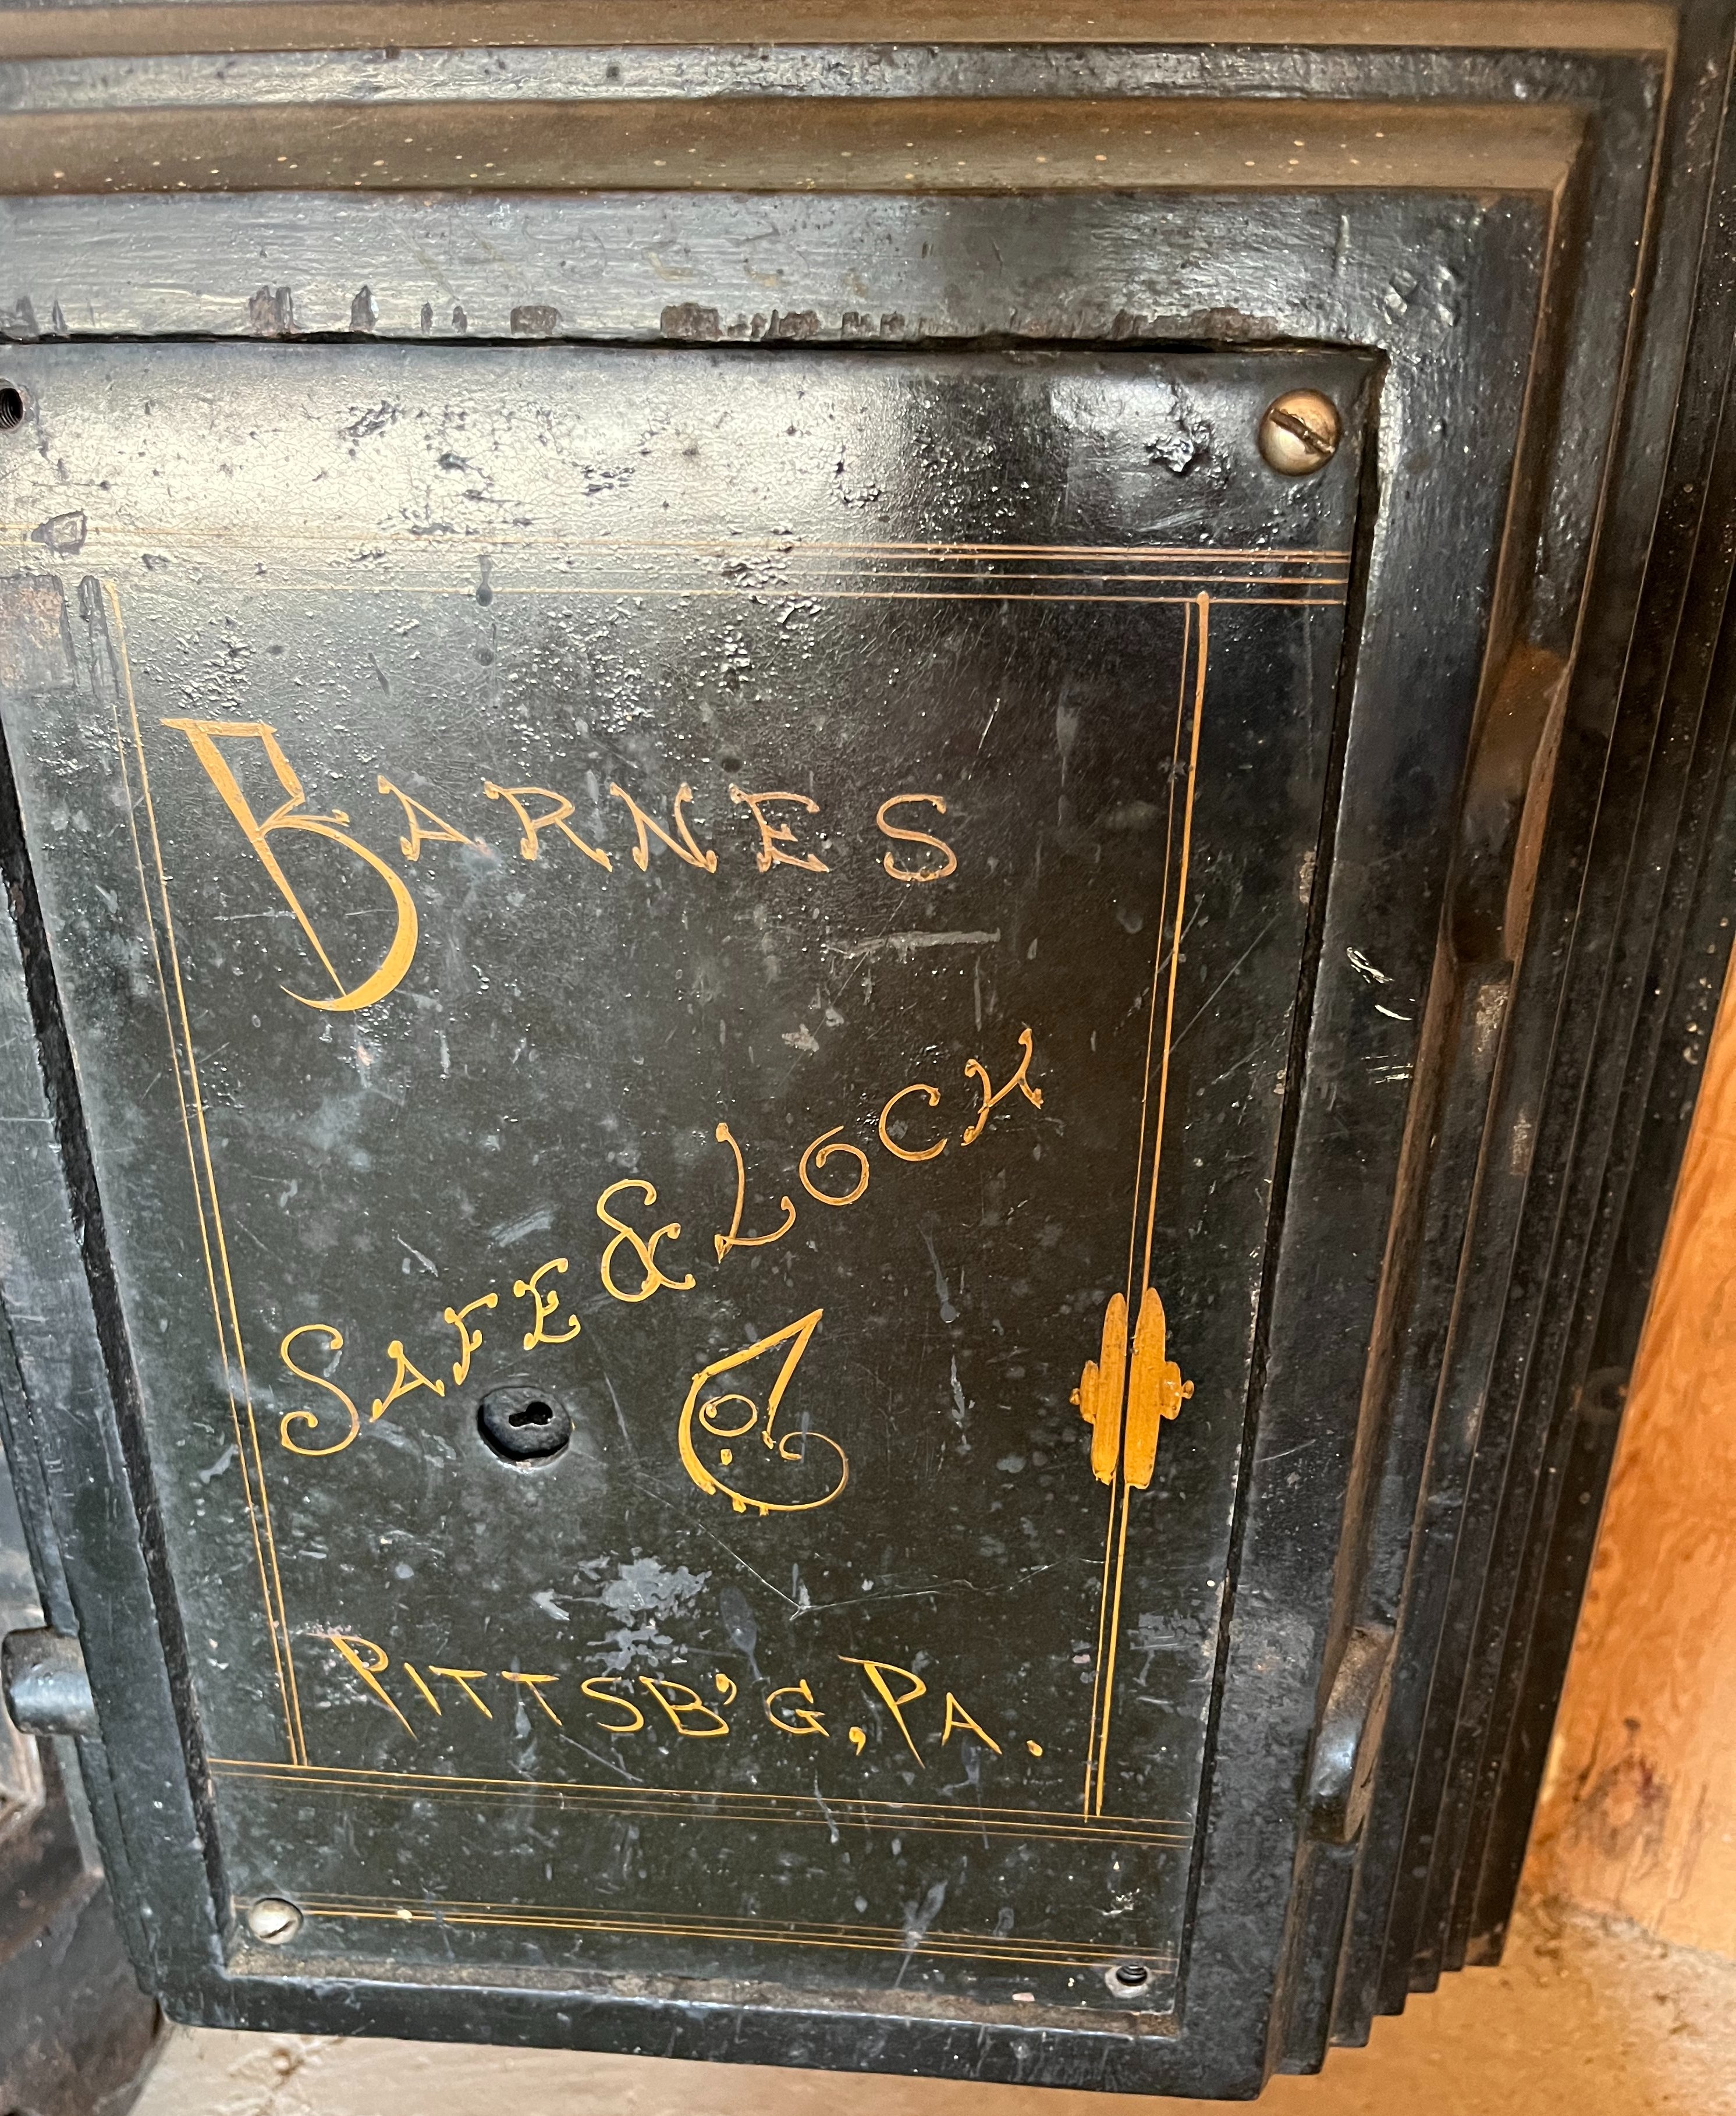 BARNES
SAFE & LOCK
Co
PITTSB'G, PA.